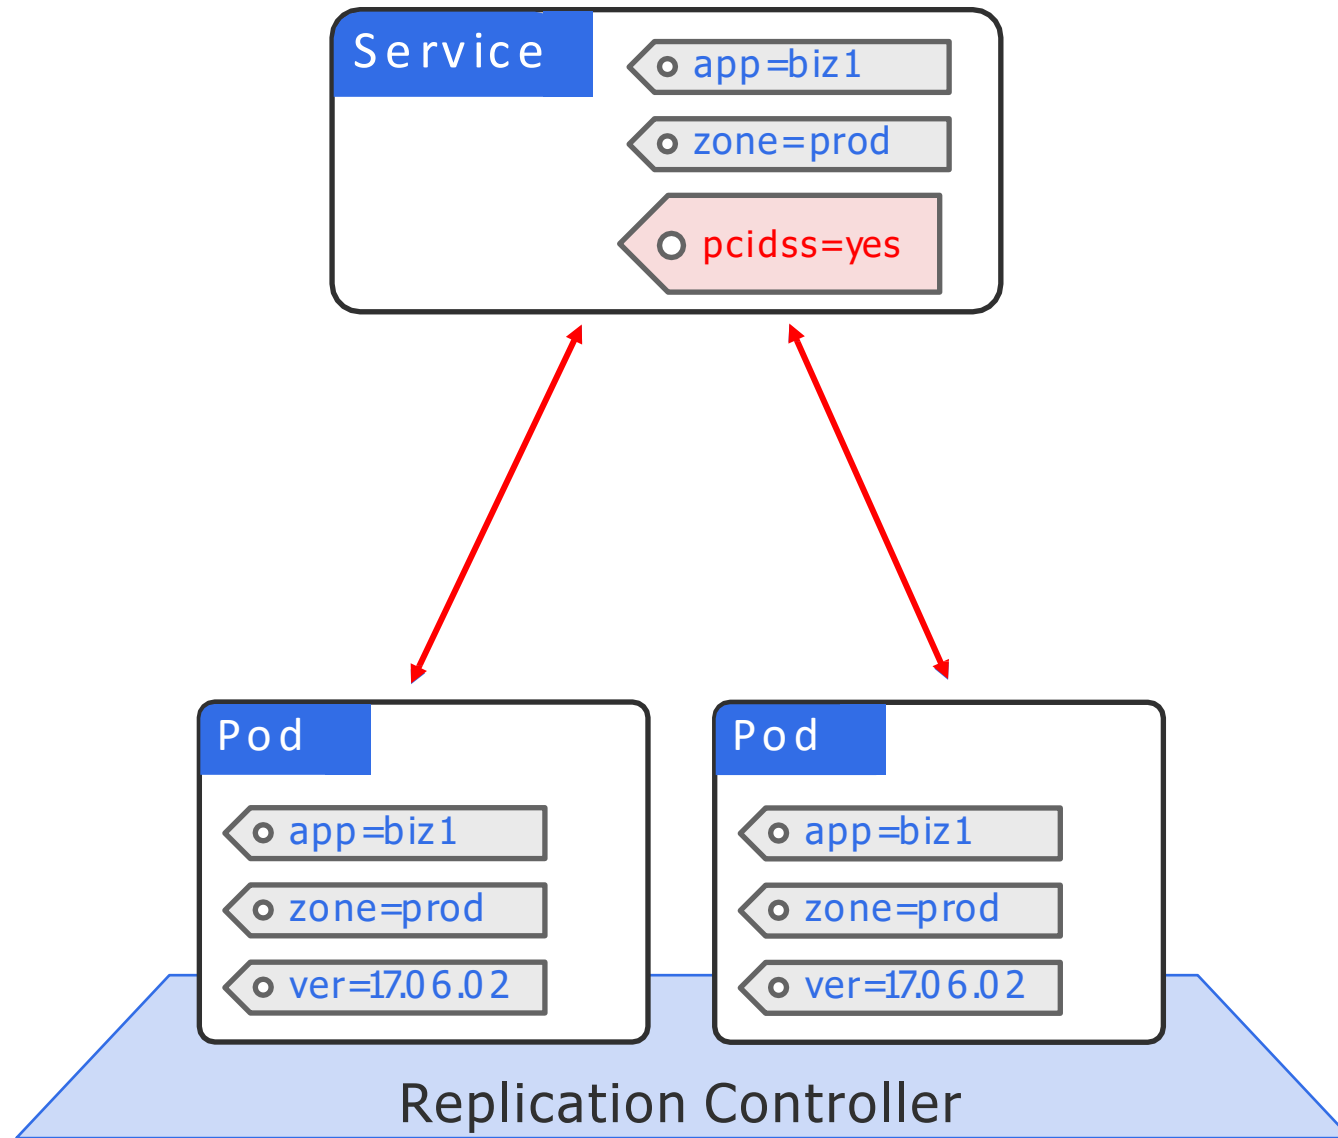 Service
app=biz1
zone=prod
pcidss=yes
Pod
app=biz1
zone=prod
ver=17.06.02
Pod
app=biz1
zone=prod
ver=17.06.02
Replication Controller